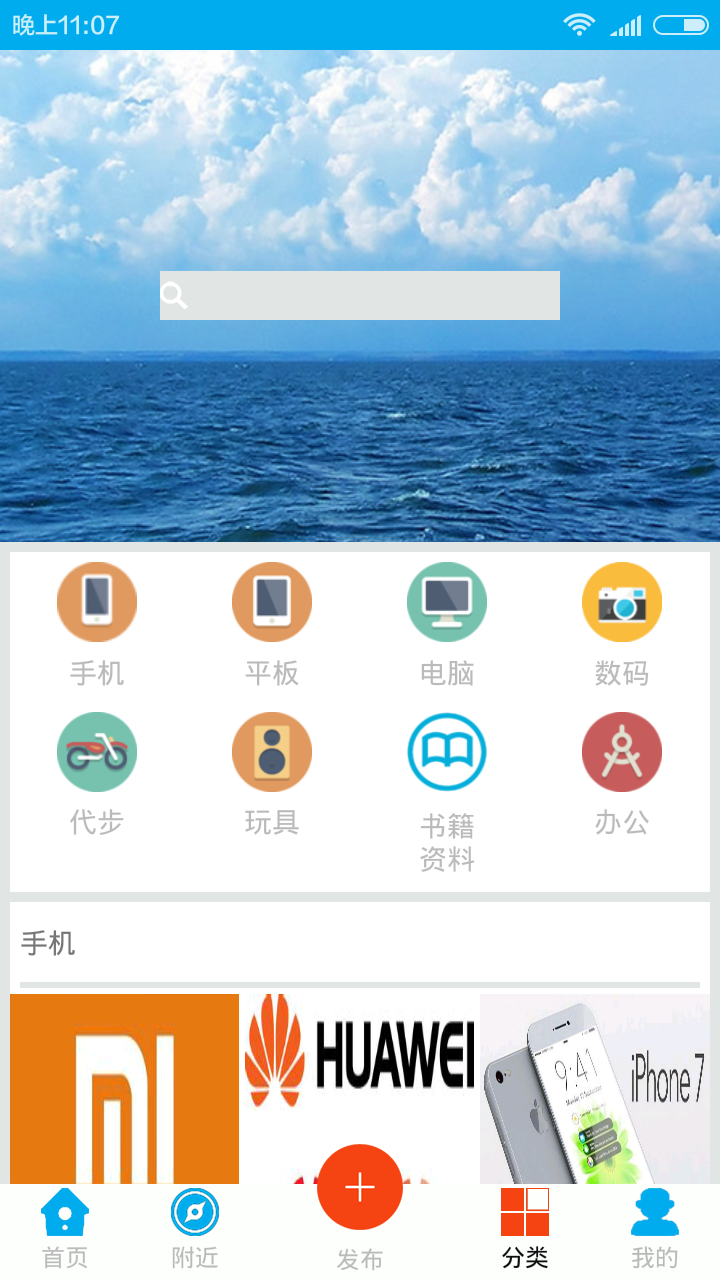 晚上11:07
手机
平板
电脑
数码
代步
玩具
书籍
资料
办公
手机
HUAWEI
9:41
iPhone 7
首页
附近
发布
分类
我的